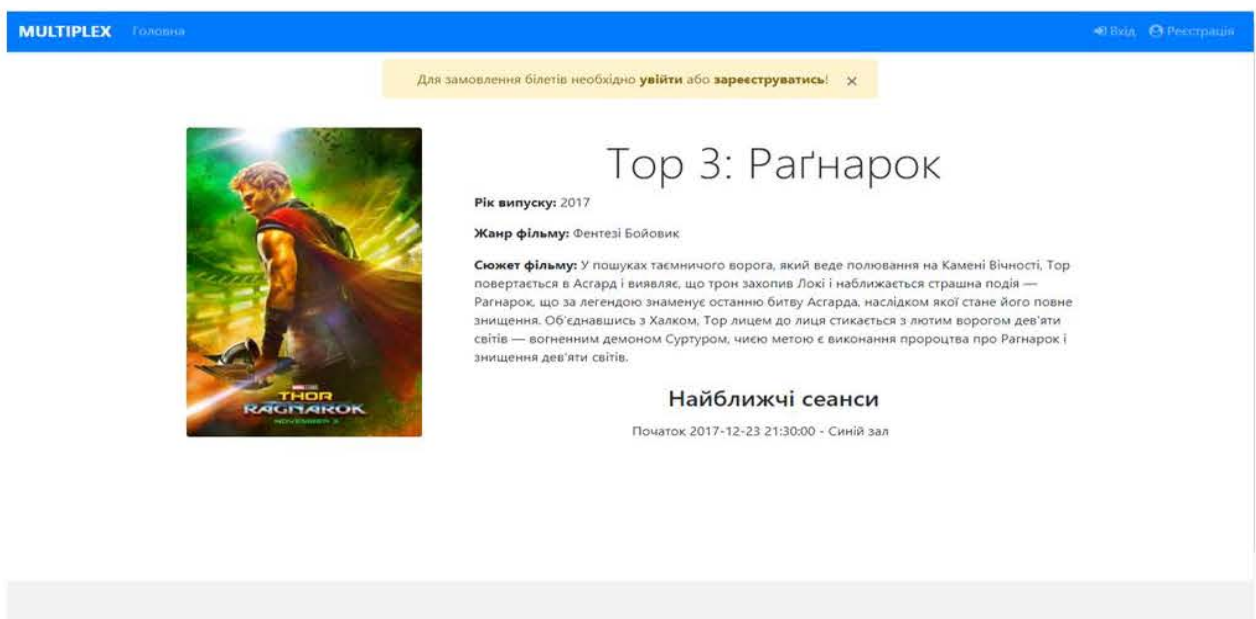 MULTIPLEX Головна Вхід Реєстрація
Для замовлення білетів необхідно увійти або зареєструватись! ×
Тор 3: Раґнарок
Рік випуску: 2017
Жанр фільму: Фентезі Бойовик
Сюжет фільму: У пошуках таємничого ворога, який веде полювання на Камені Вічності, Тор
повертається в Асгард і виявляє, що трон захопив Локі і наближається страшна подія —
Рагнарок, що за легендою знаменує останню битву Асгарда, наслідком якої стане його повне
знищення. Об'єднавшись з Халком, Тор лицем до лиця стикається з лютим ворогом дев'яти
світів — вогненним демоном Суртуром, чиєю метою є виконання пророцтва про Рагнарок і
знищення дев'яти світів.
THOR
RAGNAROK
NOVEMBER 3
Найближчі сеанси
Початок 2017-12-23 21:30:00 - Синій зал